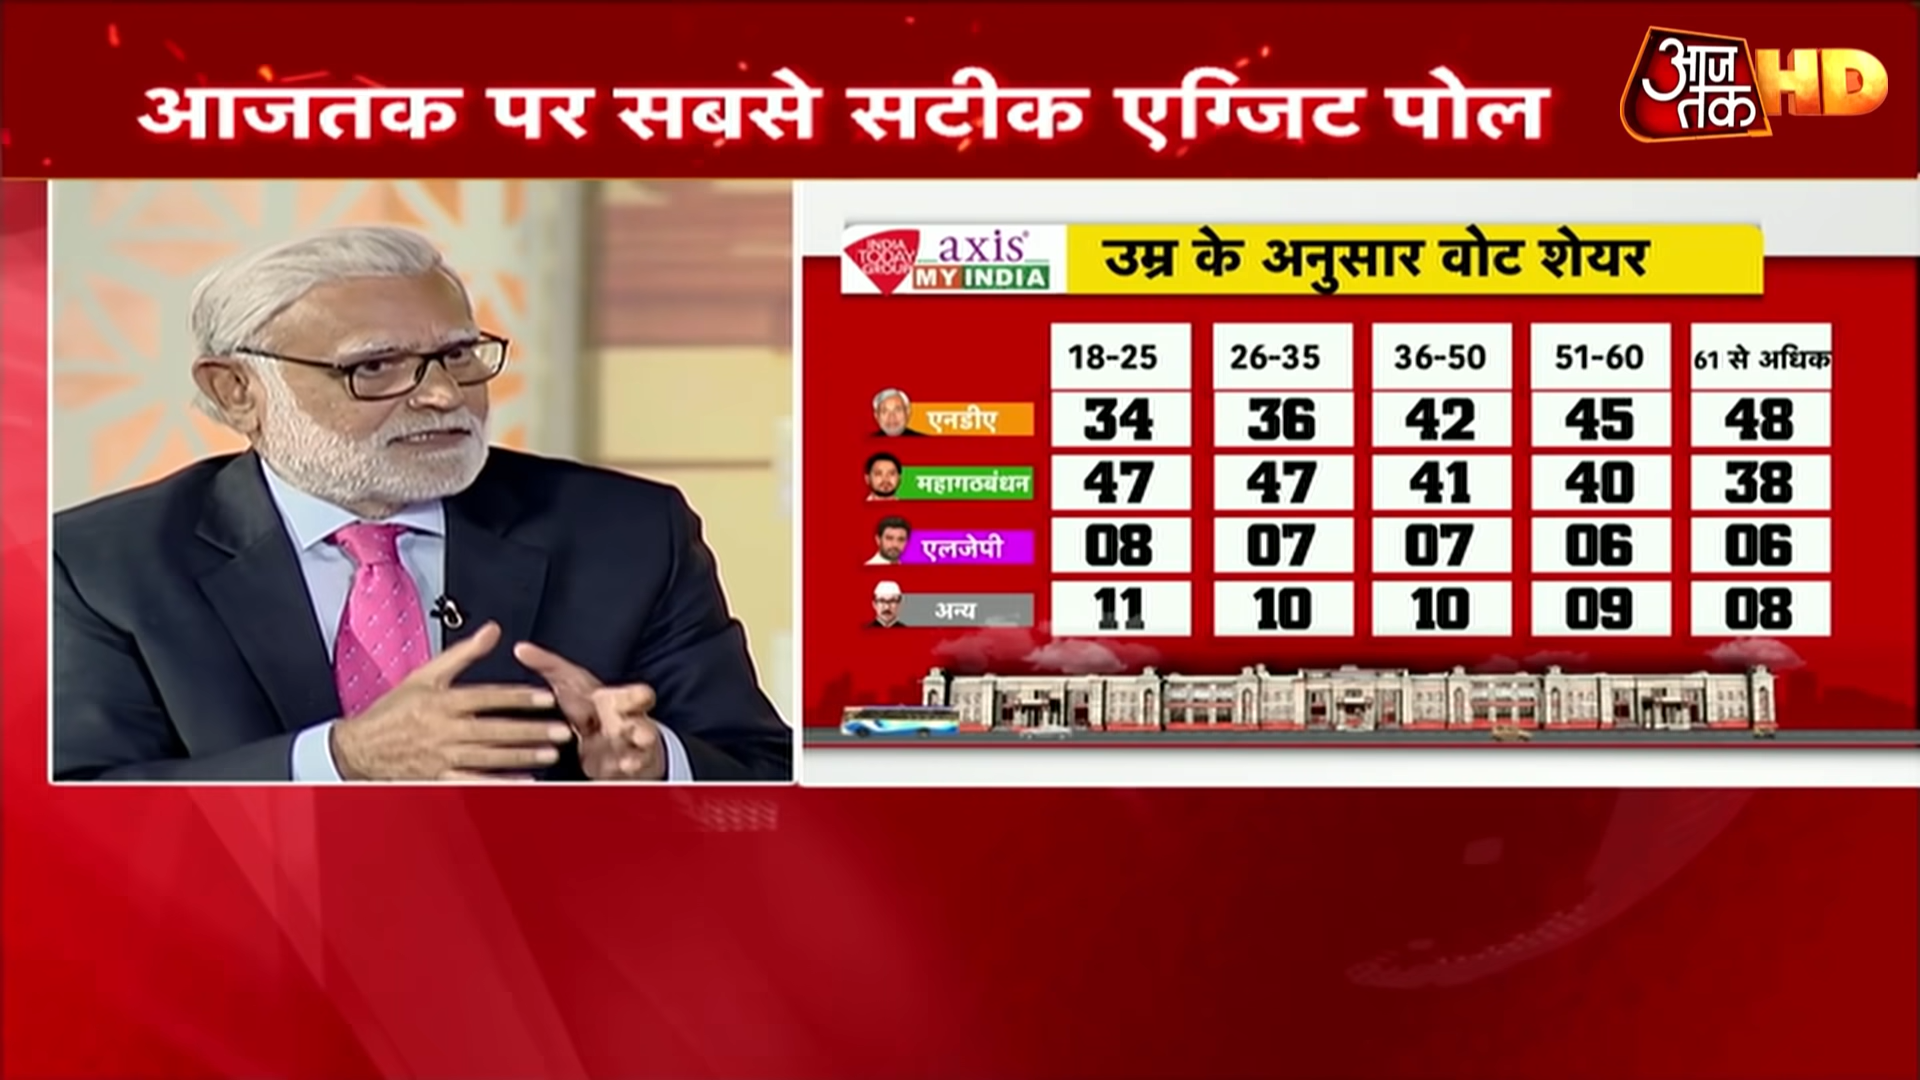 आजतक पर सबसे सटीक एग्जिट पोल
आज
तक HD
INDIA
TODAY
GROUP
axis
MY INDIA
उम्र के अनुसार वोट शेयर
18-25 26-35 36-50 51-60 61 से अधिक
एनडीए 34 36 42 45 48
महागठबंधन 47 47 41 40 38
एलजेपी 08 07 07 06 06
अन्य 11 10 10 09 08